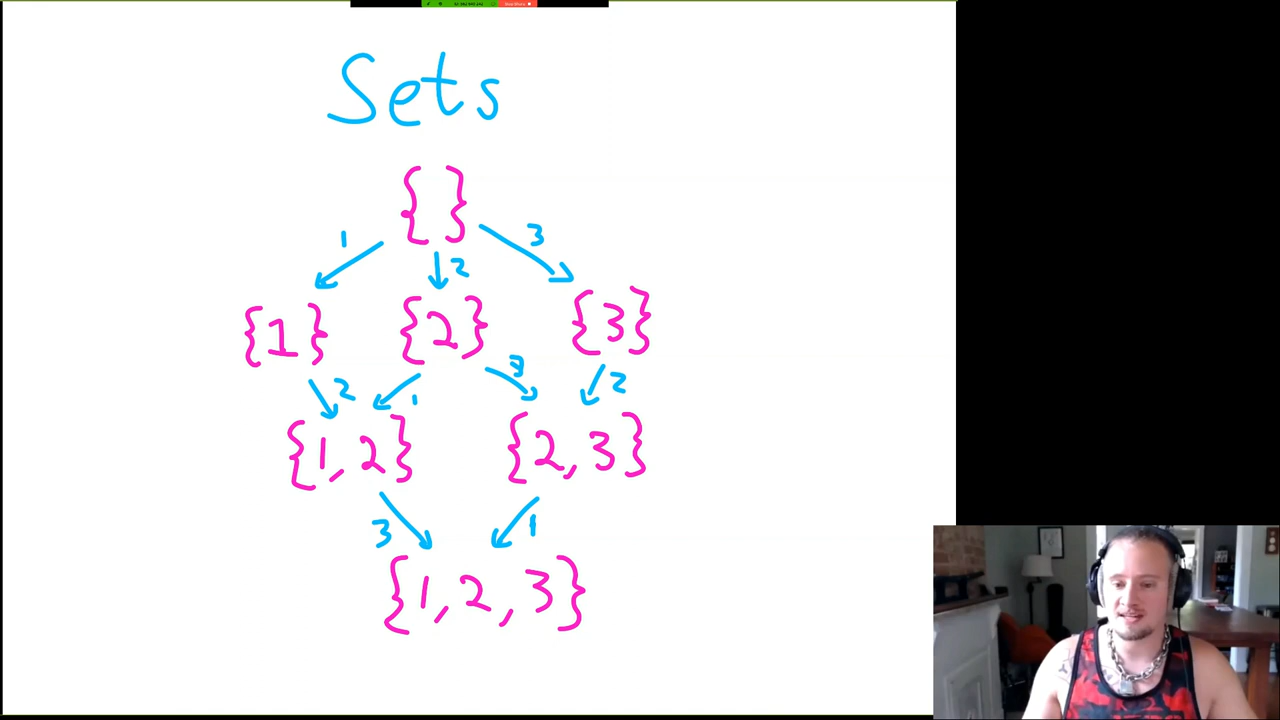 Sets
{ }
1 2 3
{1} {2} {3}
2 1 3 2
{1,2} {2,3}
3 1
{1,2,3}